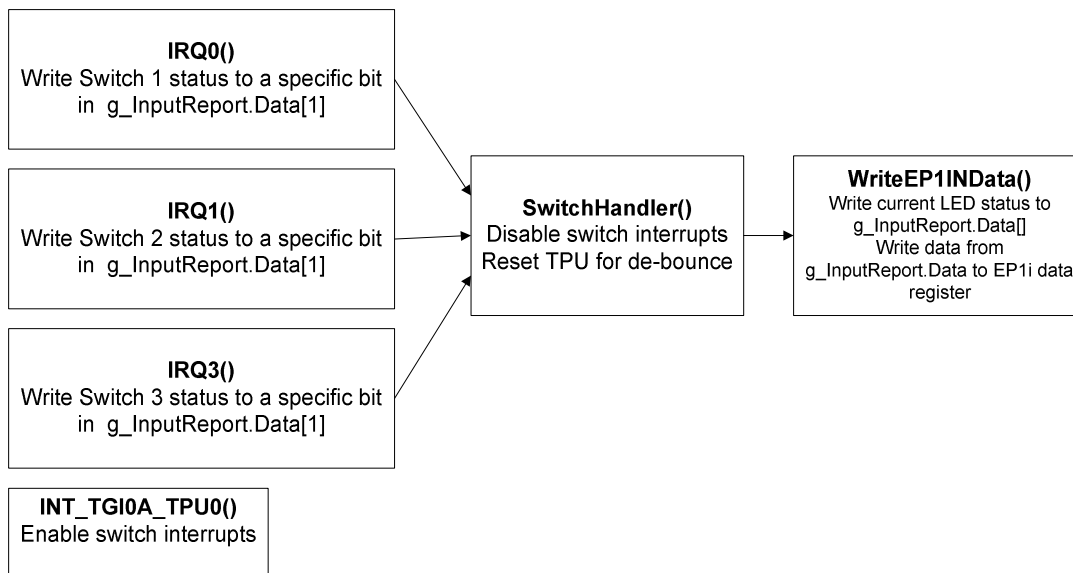 IRQ0()
Write Switch 1 status to a specific bit
in g_InputReport.Data[1]
IRQ1()
Write Switch 2 status to a specific bit
in g_InputReport.Data[1]
IRQ3()
Write Switch 3 status to a specific bit
in g_InputReport.Data[1]
INT_TGI0A_TPU0()
Enable switch interrupts
SwitchHandler()
Disable switch interrupts
Reset TPU for de-bounce
WriteEP1INData()
Write current LED status to
g_InputReport.Data[]
Write data from
g_InputReport.Data to EP1i data
register